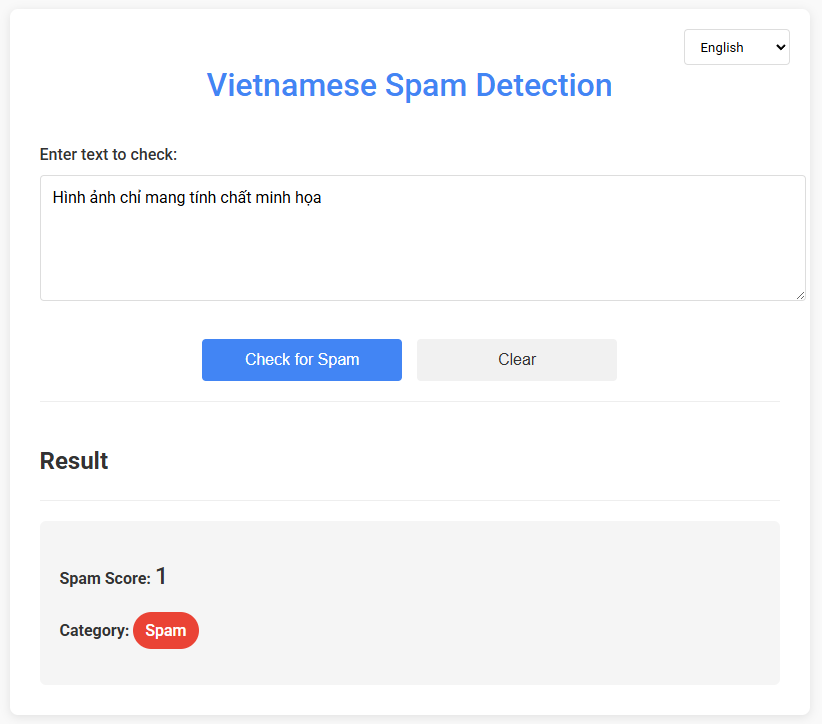 English
Vietnamese Spam Detection
Enter text to check:
Hình ảnh chỉ mang tính chất minh họa
Check for Spam
Clear
Result
Spam Score: 1
Category: Spam